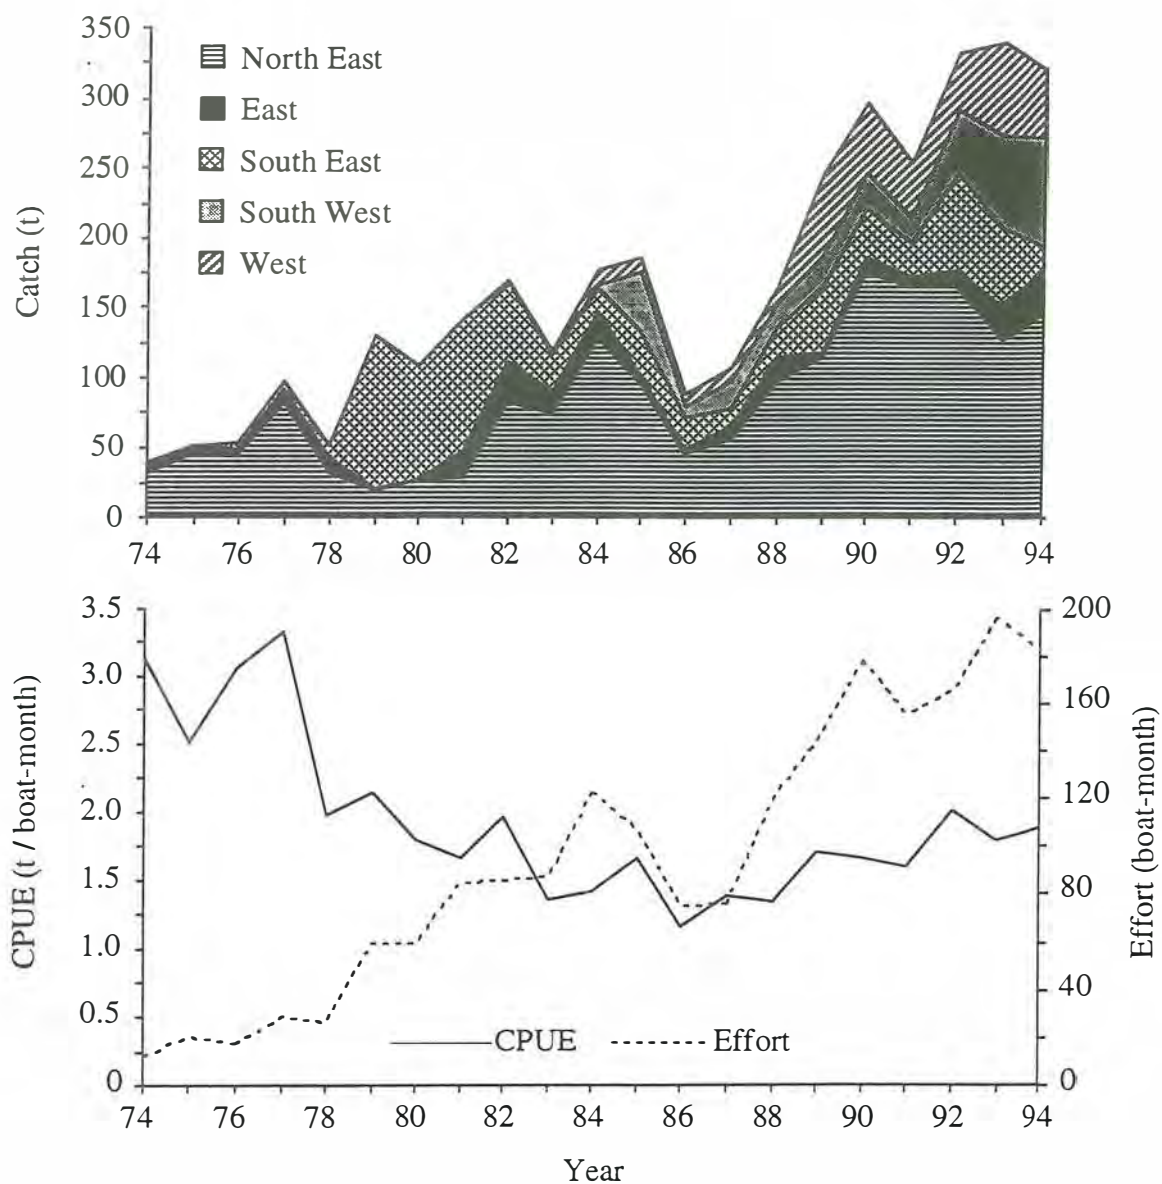 350
300
250
200
150
100
50
0
Catch (t)
North East
East
South East
South West
West
74 76 78 80 82 84 86 88 90 92 94
3.5
3.0
2.5
2.0
1.5
1.0
0.5
0
CPUE (t / boat-month)
200
160
120
80
40
0
Effort (boat-month)
CPUE Effort
74 76 78 80 82 84 86 88 90 92 94
Year